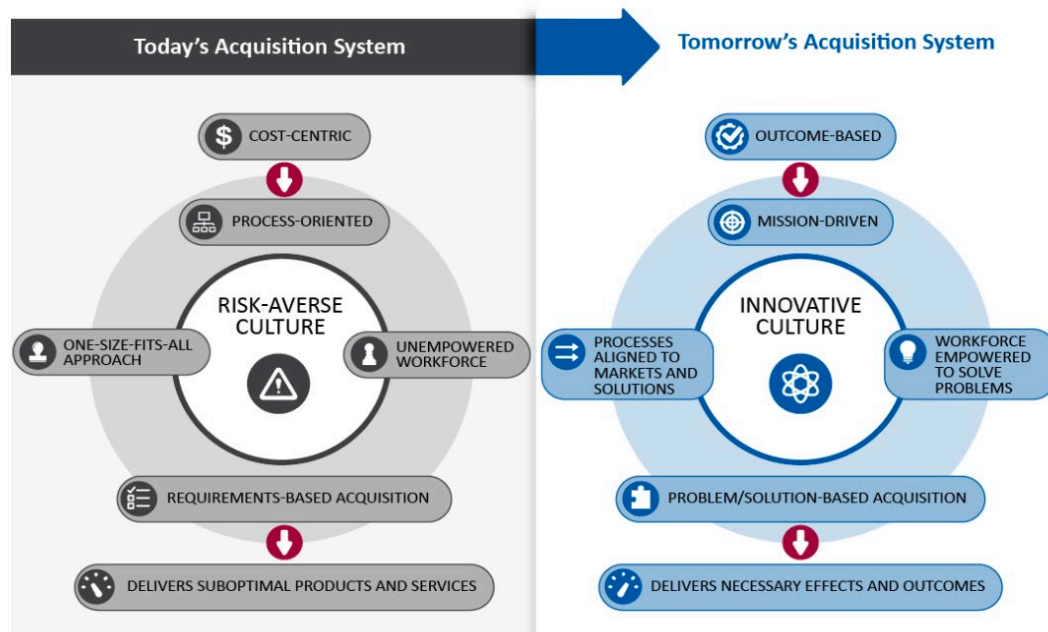 Today's Acquisition System
Tomorrow's Acquisition System
$ COST-CENTRIC
PROCESS-ORIENTED
RISK-AVERSE
CULTURE
ONE-SIZE-FITS-ALL
APPROACH
UNEMPOWERED
WORKFORCE
REQUIREMENTS-BASED ACQUISITION
DELIVERS SUBOPTIMAL PRODUCTS AND SERVICES
OUTCOME-BASED
MISSION-DRIVEN
INNOVATIVE
CULTURE
PROCESSES
ALIGNED TO
MARKETS AND
SOLUTIONS
WORKFORCE
EMPOWERED
TO SOLVE
PROBLEMS
PROBLEM/SOLUTION-BASED ACQUISITION
DELIVERS NECESSARY EFFECTS AND OUTCOMES